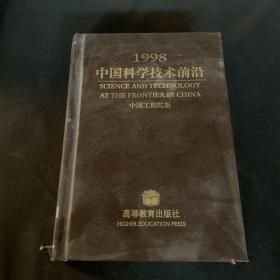 1998
中国科学技术前沿
SCIENCE AND TECHNOLOGY
AT THE FRONTIER IN CHINA
中国工程院版
高等教育出版社
HIGHER EDUCATION PRESS